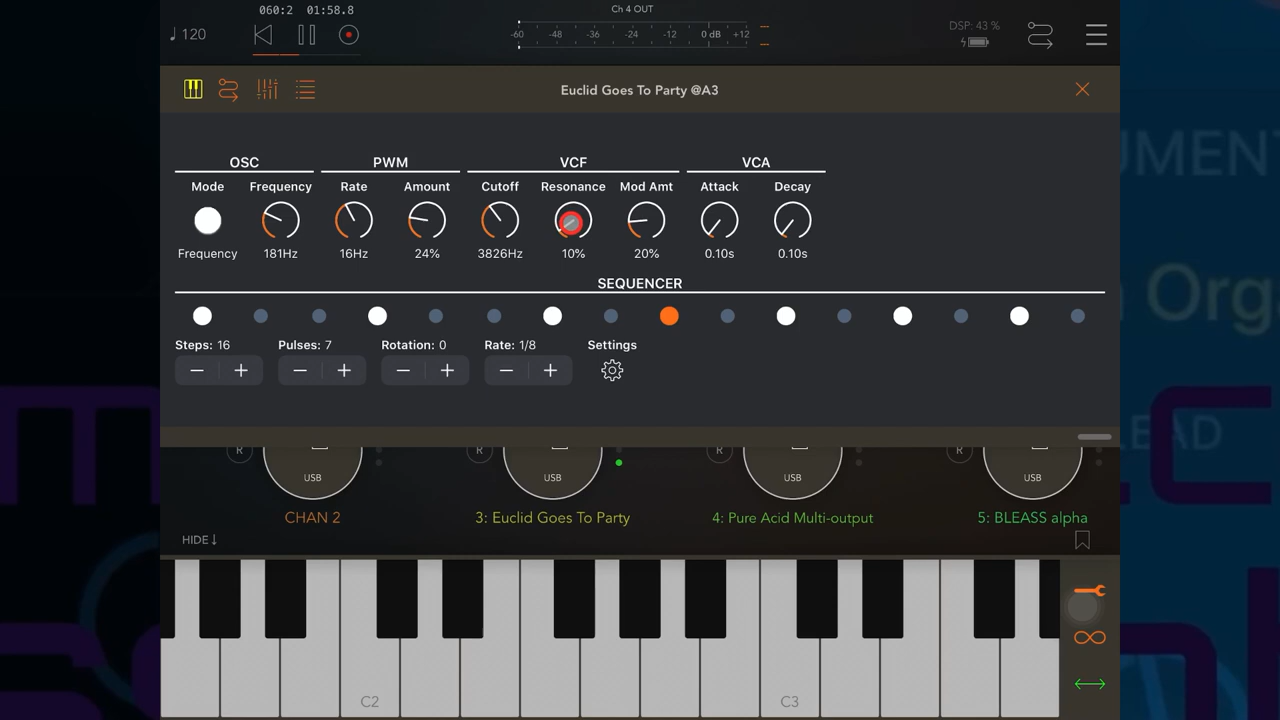 060:2 01:58.8
Ch 4 OUT
♩120
-60 -48 -36 -24 -12 0 dB +12
DSP: 43 %
Euclid Goes To Party @A3
OSC PWM VCF VCA
Mode Frequency Rate Amount Cutoff Resonance Mod Amt Attack Decay
Frequency 181Hz 16Hz 24% 3826Hz 10% 20% 0.10s 0.10s
SEQUENCER
Steps: 16 Pulses: 7 Rotation: 0 Rate: 1/8 Settings
− + − + − + − +
R R R R
USB USB USB USB
CHAN 2 3: Euclid Goes To Party 4: Pure Acid Multi-output 5: BLEASS alpha
HIDE↓
C2 C3
UMENT
Org
LEAD